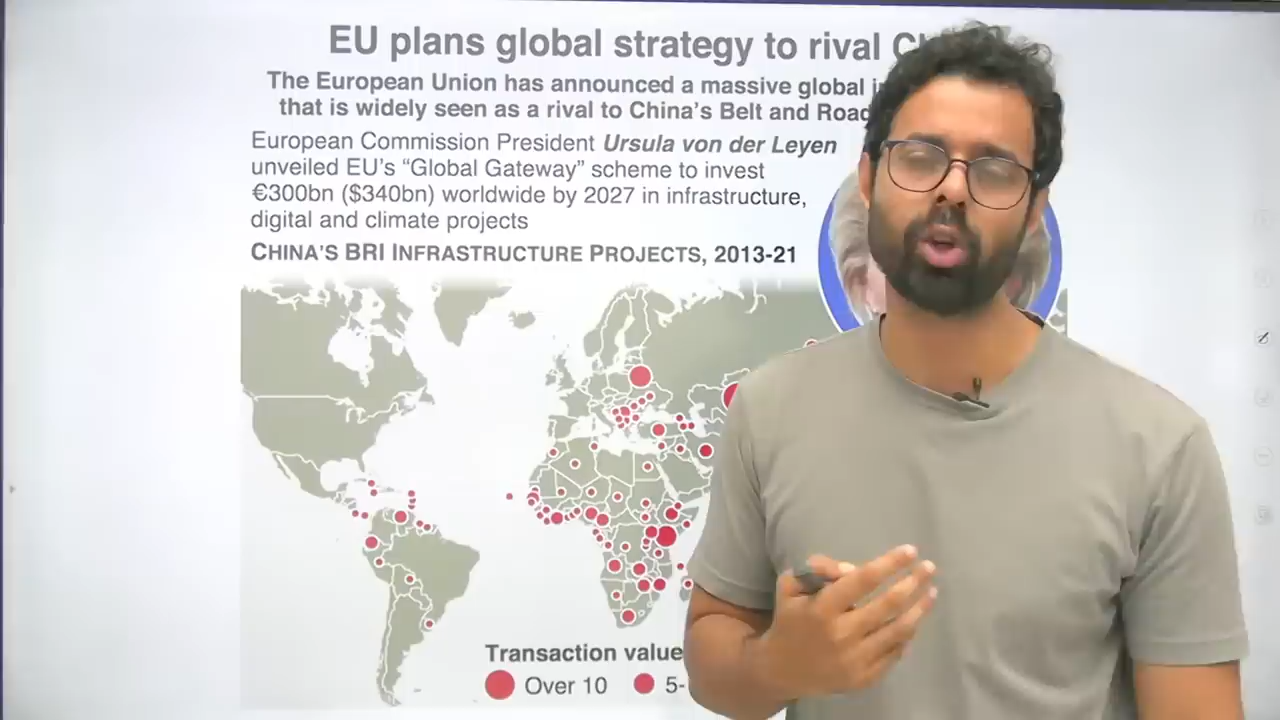 EU plans global strategy to rival
The European Union has announced a massive global
that is widely seen as a rival to China's Belt and Road
European Commission President Ursula von der Leyen
unveiled EU's “Global Gateway” scheme to invest
€300bn ($340bn) worldwide by 2027 in infrastructure,
digital and climate projects
CHINA'S BRI INFRASTRUCTURE PROJECTS, 2013-21
Transaction value
Over 10
5-